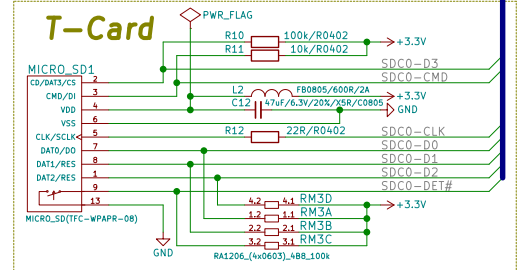 T-Card
PWR_FLAG
R10 100k/R0402
R11 10k/R0402
+3.3V
SDC0-D3
SDC0-CMD
MICRO_SD1
CD/DAT3/CS 2
CMD/DI 3
VDD 4
VSS 6
CLK/SCLK 5
DAT0/DO 7
DAT1/RES 8
DAT2/RES 1
9
13
MICRO_SD(TFC-WPAPR-08)
L2 FB0805/600R/2A
+3.3V
C12 47uF/6.3V/20%/X5R/C0805
GND
R12 22R/R0402
SDC0-CLK
SDC0-D0
SDC0-D1
SDC0-D2
SDC0-DET#
4.2 4.1 RM3D
+3.3V
1.2 1.1 RM3A
2.2 2.1 RM3B
3.2 3.1 RM3C
RA1206_(4x0603)_4B8_100k
GND